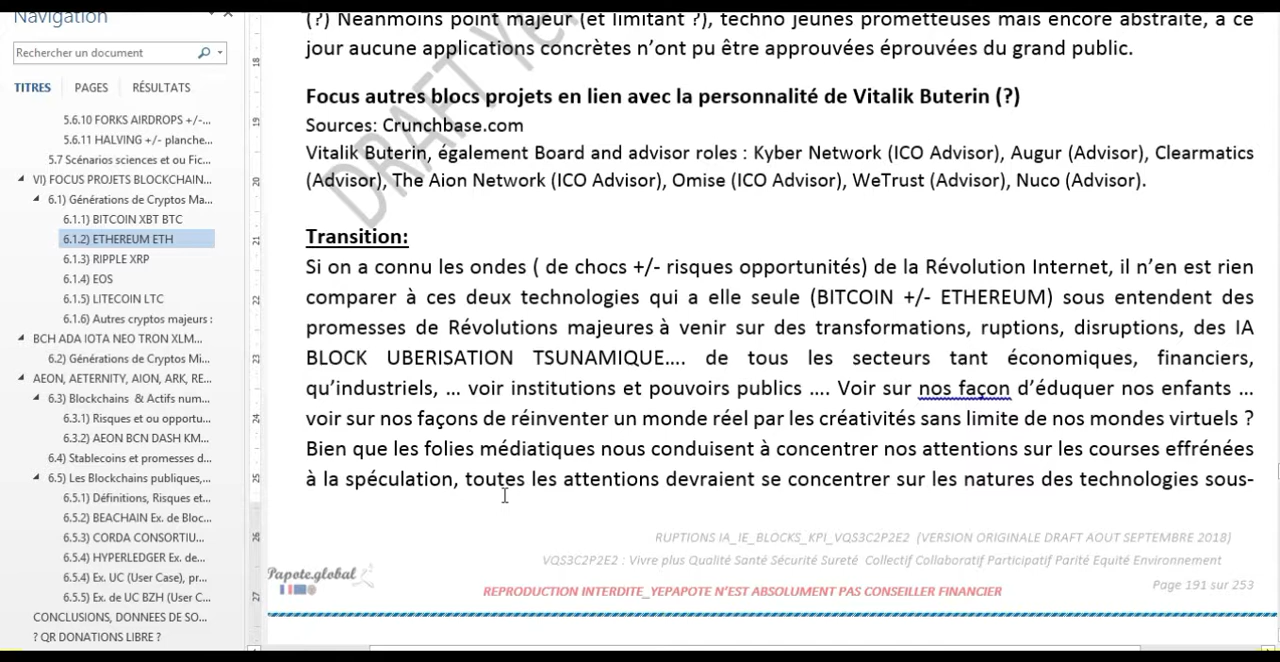 Navigation
Rechercher un document
TITRES PAGES RÉSULTATS
5.6.10 FORKS AIRDROPS +/-...
5.6.11 HALVING +/- planche...
5.7 Scénarios sciences et ou Fic...
VI) FOCUS PROJETS BLOCKCHAIN...
6.1) Générations de Cryptos Ma...
6.1.1) BITCOIN XBT BTC
6.1.2) ETHEREUM ETH
6.1.3) RIPPLE XRP
6.1.4) EOS
6.1.5) LITECOIN LTC
6.1.6) Autres cryptos majeurs :
BCH ADA IOTA NEO TRON XLM...
6.2) Générations de Cryptos Mi...
AEON, AETERNITY, AION, ARK, RE...
6.3) Blockchains & Actifs num...
6.3.1) Risques et ou opportu...
6.3.2) AEON BCN DASH KM...
6.4) Stablecoins et promesses d...
6.5) Les Blockchains publiques,...
6.5.1) Définitions, Risques et...
6.5.2) BEACHAIN Ex. de Bloc...
6.5.3) CORDA CONSORTIU...
6.5.4) HYPERLEDGER Ex. de...
6.5.4) Ex. UC (User Case), pr...
6.5.5) Ex. de UC BZH (User C...
CONCLUSIONS, DONNEES DE SO...
? QR DONATIONS LIBRE ?
(?) Néanmoins point majeur (et limitant ?), techno jeunes prometteuses mais encore abstraite, à ce
jour aucune applications concrètes n'ont pu être approuvées éprouvées du grand public.
Focus autres blocs projets en lien avec la personnalité de Vitalik Buterin (?)
Sources: Crunchbase.com
Vitalik Buterin, également Board and advisor roles : Kyber Network (ICO Advisor), Augur (Advisor), Clearmatics
(Advisor), The Aion Network (ICO Advisor), Omise (ICO Advisor), WeTrust (Advisor), Nuco (Advisor).
Transition:
Si on a connu les ondes ( de chocs +/- risques opportunités) de la Révolution Internet, il n'en est rien
comparer à ces deux technologies qui a elle seule (BITCOIN +/- ETHEREUM) sous entendent des
promesses de Révolutions majeures à venir sur des transformations, ruptions, disruptions, des IA
BLOCK UBERISATION TSUNAMIQUE.... de tous les secteurs tant économiques, financiers,
qu'industriels, ... voir institutions et pouvoirs publics .... Voir sur nos façon d'éduquer nos enfants ...
voir sur nos façons de réinventer un monde réel par les créativités sans limite de nos mondes virtuels ?
Bien que les folies médiatiques nous conduisent à concentrer nos attentions sur les courses effrénées
à la spéculation, toutes les attentions devraient se concentrer sur les natures des technologies sous-
DRAFT Ye
RUPTIONS IA_IE_BLOCKS_KPI_VQS3C2P2E2 (VERSION ORIGINALE DRAFT AOUT SEPTEMBRE 2018)
VQS3C2P2E2 : Vivre plus Qualité Santé Sécurité Sureté Collectif Collaboratif Participatif Parité Equité Environnement
Papote.global
REPRODUCTION INTERDITE_YEPAPOTE N'EST ABSOLUMENT PAS CONSEILLER FINANCIER
Page 191 sur 253
18
19
20
21
22
23
24
25
26
27